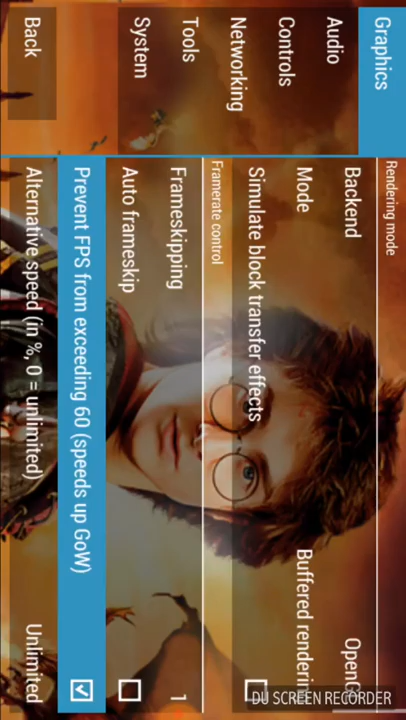 Graphics
Audio
Controls
Networking
Tools
System
Back
Rendering mode
Backend OpenG
Mode Buffered renderin
Simulate block transfer effects
Framerate control
Frameskipping 1
Auto frameskip
Prevent FPS from exceeding 60 (speeds up GoW)
Alternative speed (in %, 0 = unlimited) Unlimited
DU SCREEN RECORDER